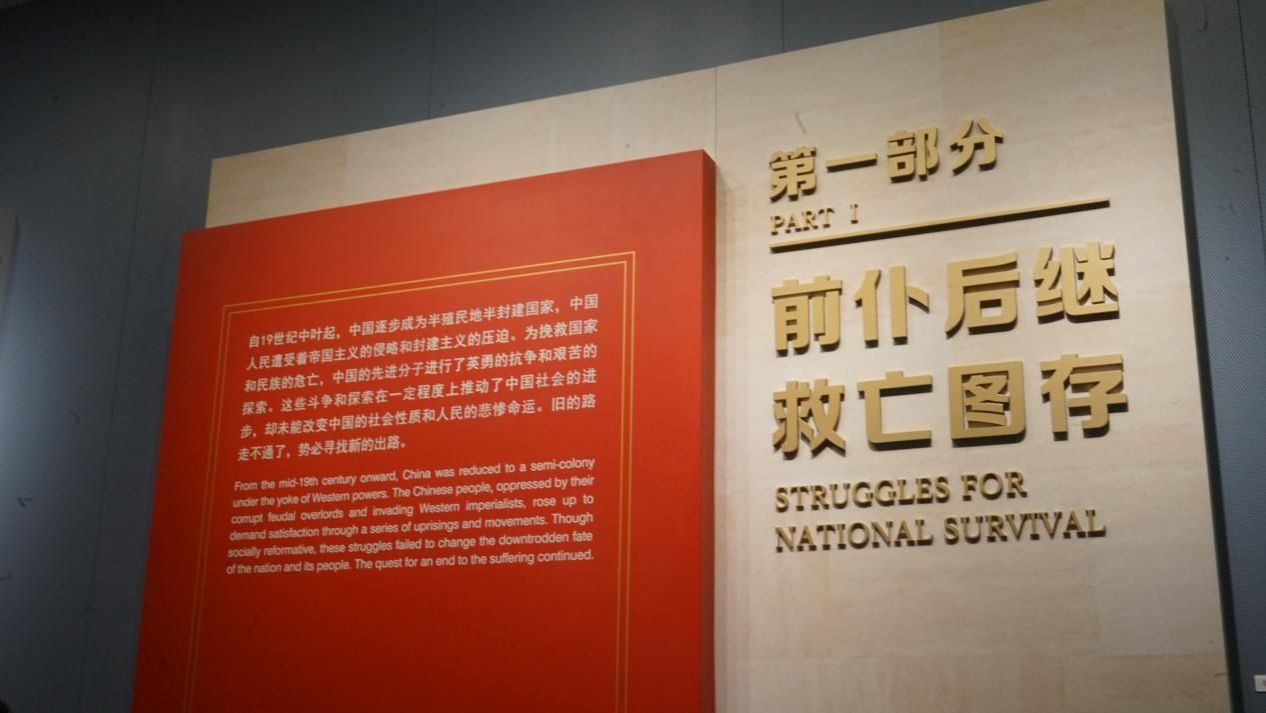 自19世纪中叶起，中国逐步成为半殖民地半封建国家，中国
人民遭受着帝国主义的侵略和封建主义的压迫。为挽救国家
和民族的危亡，中国的先进分子进行了英勇的抗争和艰苦的
探索。这些斗争和探索在一定程度上推动了中国社会的进
步，却未能改变中国的社会性质和人民的悲惨命运。旧的路
走不通了，势必寻找新的出路。
From the mid-19th century onward, China was reduced to a semi-colony
under the yoke of Western powers. The Chinese people, oppressed by their
corrupt feudal overlords and invading Western imperialists, rose up to
demand satisfaction through a series of uprisings and movements. Though
socially reformative, these struggles failed to change the downtrodden fate
of the nation and its people. The quest for an end to the suffering continued.
第一部分
PART I
前仆后继
救亡图存
STRUGGLES FOR
NATIONAL SURVIVAL